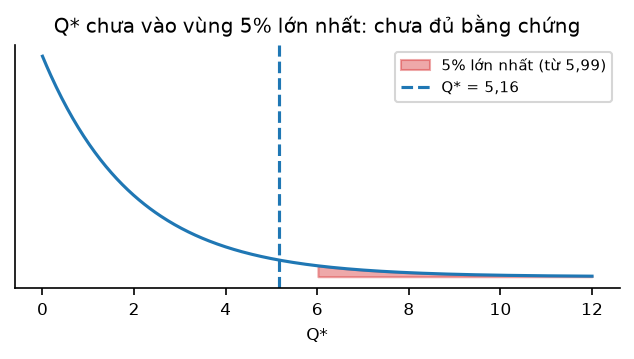 Q* chưa vào vùng 5% lớn nhất: chưa đủ bằng chứng
5% lớn nhất (từ 5,99)
Q* = 5,16
0 2 4 6 8 10 12
Q*